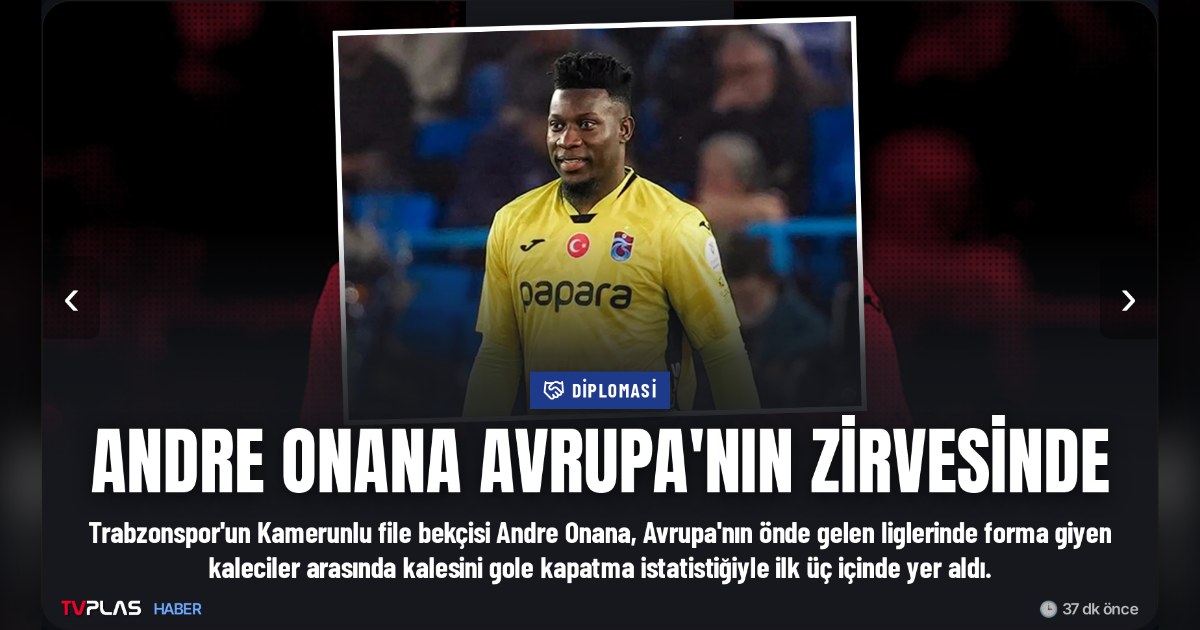 papara
DİPLOMASİ
ANDRE ONANA AVRUPA'NIN ZİRVESİNDE
Trabzonspor'un Kamerunlu file bekçisi Andre Onana, Avrupa'nın önde gelen liglerinde forma giyen
kaleciler arasında kalesini gole kapatma istatistiğiyle ilk üç içinde yer aldı.
TVPLAS HABER
37 dk önce